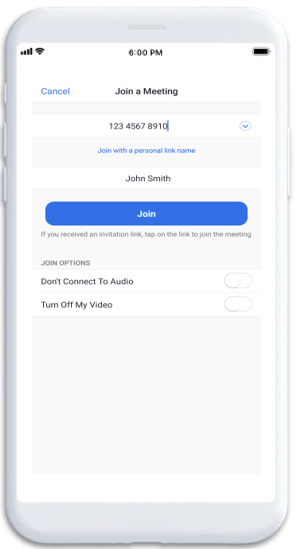 6:00 PM
Cancel
Join a Meeting
123 4567 8910
Join with a personal link name
John Smith
Join
If you received an invitation link, tap on the link to join the meeting
JOIN OPTIONS
Don't Connect To Audio
Turn Off My Video